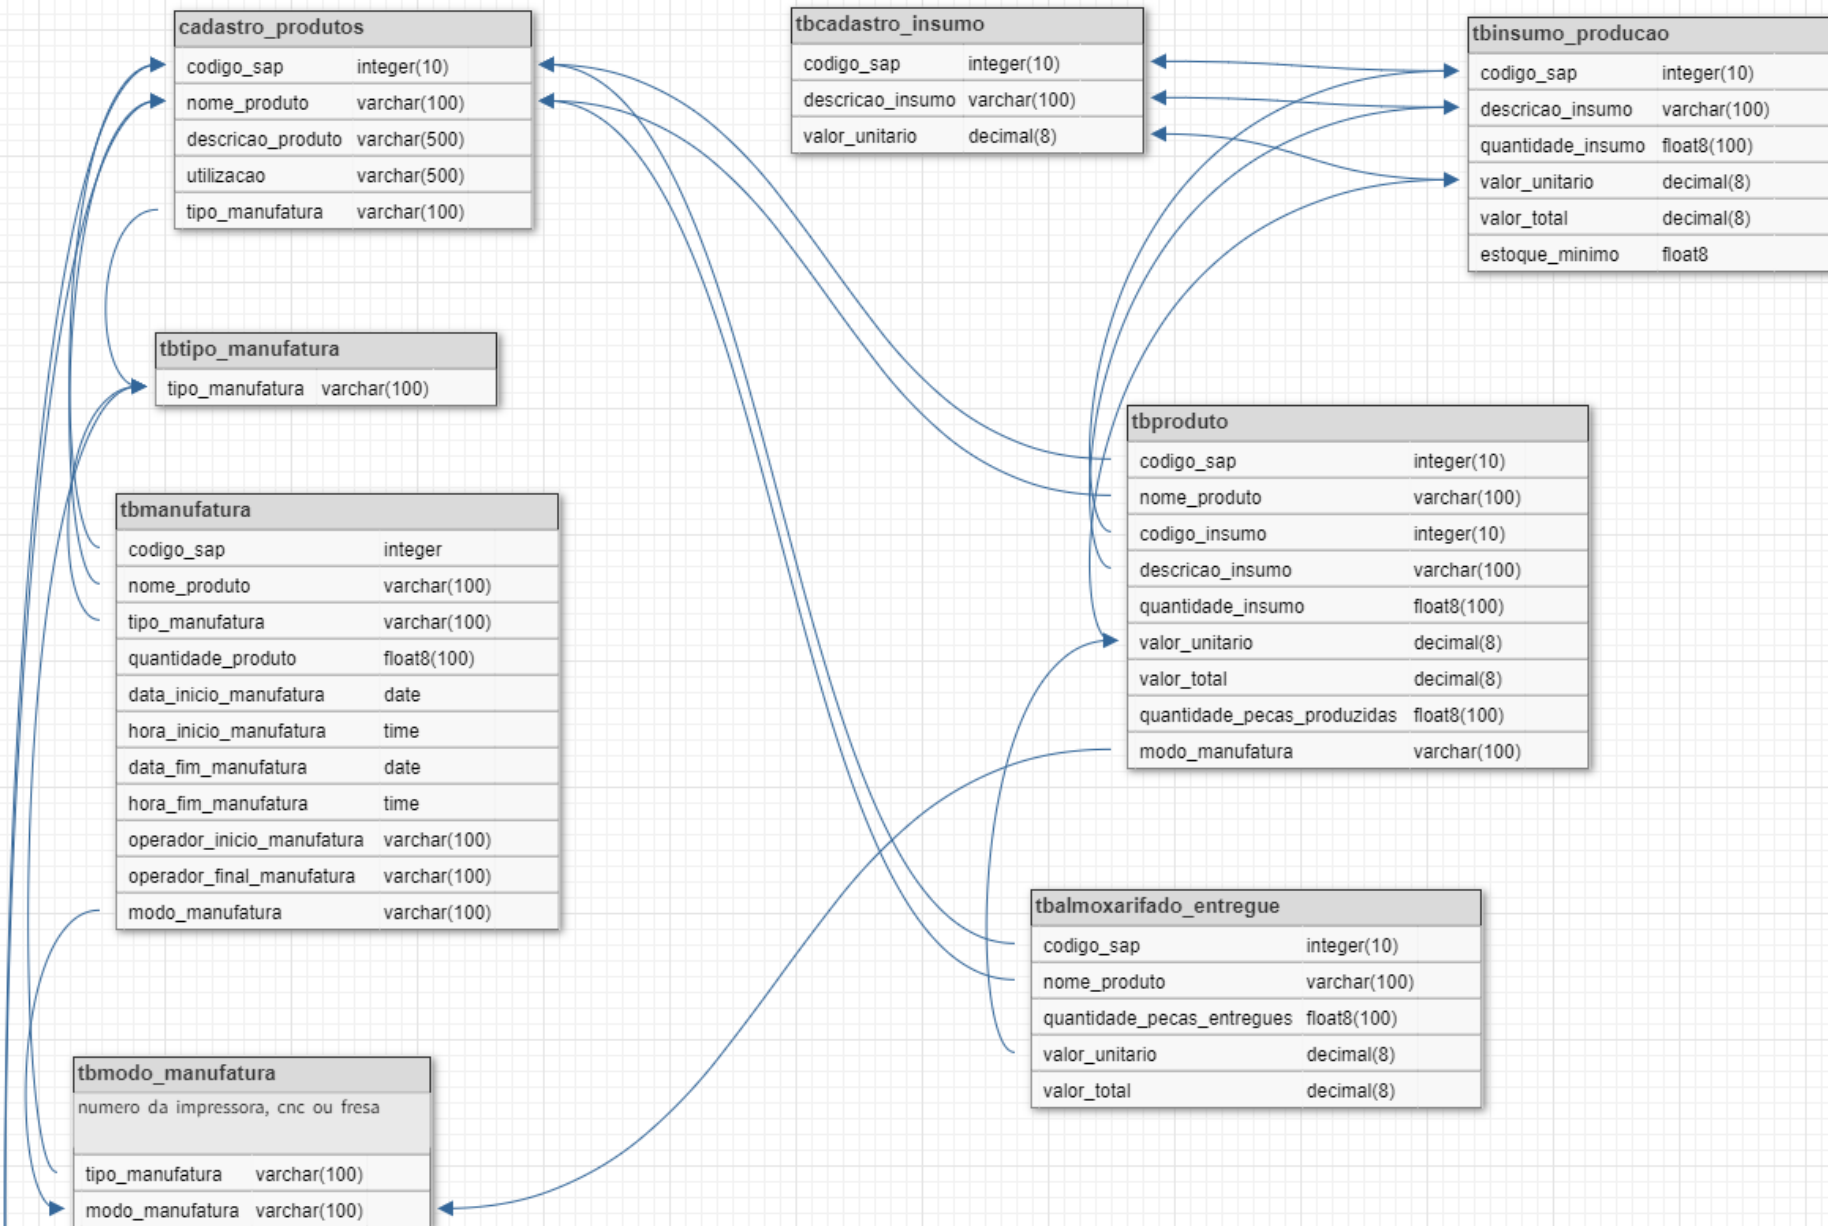 cadastro_produtos
codigo_sap integer(10)
nome_produto varchar(100)
descricao_produto varchar(500)
utilizacao varchar(500)
tipo_manufatura varchar(100)
tbcadastro_insumo
codigo_sap integer(10)
descricao_insumo varchar(100)
valor_unitario decimal(8)
tbinsumo_producao
codigo_sap integer(10)
descricao_insumo varchar(100)
quantidade_insumo float8(100)
valor_unitario decimal(8)
valor_total decimal(8)
estoque_minimo float8
tbtipo_manufatura
tipo_manufatura varchar(100)
tbproduto
codigo_sap integer(10)
nome_produto varchar(100)
codigo_insumo integer(10)
descricao_insumo varchar(100)
quantidade_insumo float8(100)
valor_unitario decimal(8)
valor_total decimal(8)
quantidade_pecas_produzidas float8(100)
modo_manufatura varchar(100)
tbmanufatura
codigo_sap integer
nome_produto varchar(100)
tipo_manufatura varchar(100)
quantidade_produto float8(100)
data_inicio_manufatura date
hora_inicio_manufatura time
data_fim_manufatura date
hora_fim_manufatura time
operador_inicio_manufatura varchar(100)
operador_final_manufatura varchar(100)
modo_manufatura varchar(100)
tbalmoxarifado_entregue
codigo_sap integer(10)
nome_produto varchar(100)
quantidade_pecas_entregues float8(100)
valor_unitario decimal(8)
valor_total decimal(8)
tbmodo_manufatura
numero da impressora, cnc ou fresa
tipo_manufatura varchar(100)
modo_manufatura varchar(100)